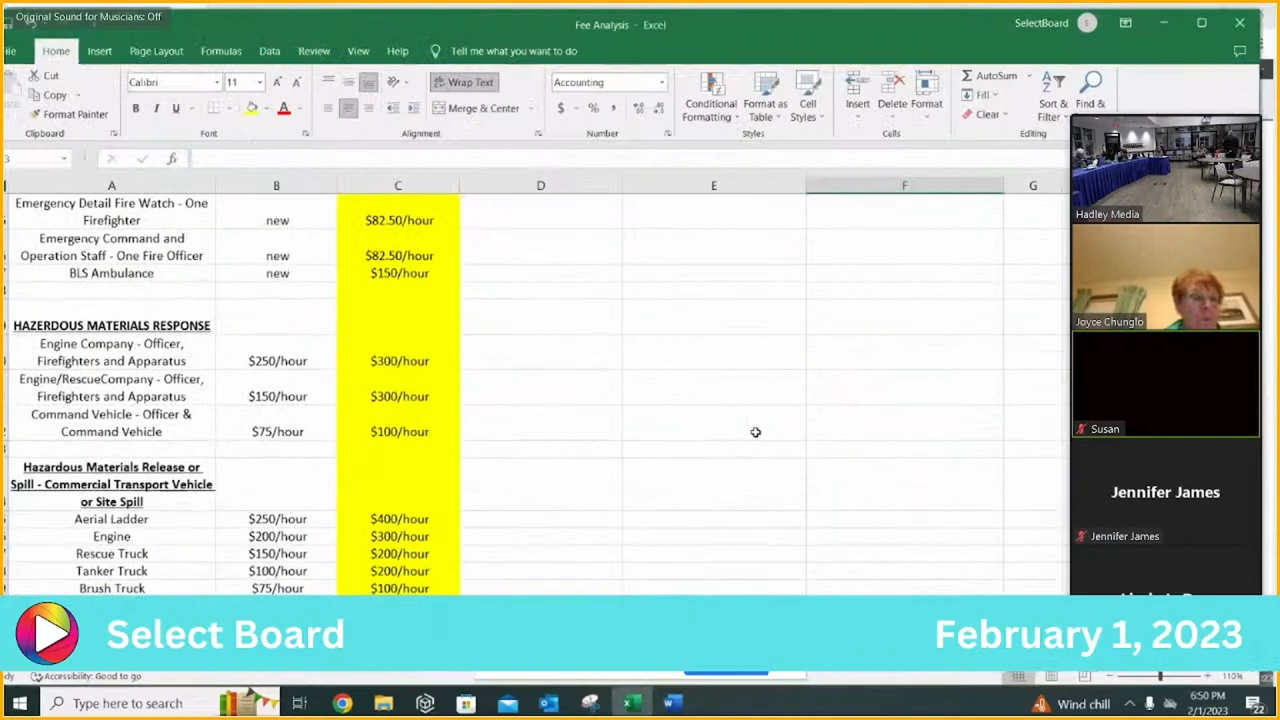 Original Sound for Musicians: Off
Fee Analysis - Excel
SelectBoard
S
Home Insert Page Layout Formulas Data Review View Help Tell me what you want to do
Cut
Copy
Format Painter
Clipboard
Calibri 11
B I U
Font
Wrap Text
Merge & Center
Alignment
Accounting
$ % ,
Number
Conditional Formatting
Format as Table
Cell Styles
Styles
Insert Delete Format
Cells
AutoSum
Fill
Clear
Sort & Filter
Find &
Editing
fx
A B C D E F G
Emergency Detail Fire Watch - One
Firefighter new $82.50/hour
Emergency Command and
Operation Staff - One Fire Officer new $82.50/hour
BLS Ambulance new $150/hour
HAZERDOUS MATERIALS RESPONSE
Engine Company - Officer,
Firefighters and Apparatus $250/hour $300/hour
Engine/RescueCompany - Officer,
Firefighters and Apparatus $150/hour $300/hour
Command Vehicle - Officer &
Command Vehicle $75/hour $100/hour
Hazardous Materials Release or
Spill - Commercial Transport Vehicle
or Site Spill
Aerial Ladder $250/hour $400/hour
Engine $200/hour $300/hour
Rescue Truck $150/hour $200/hour
Tanker Truck $100/hour $200/hour
Brush Truck $75/hour $100/hour
Hadley Media
Joyce Chunglo
Susan
Jennifer James
Jennifer James
Select Board February 1, 2023
Accessibility: Good to go
110%
Type here to search
Wind chill
6:50 PM
2/1/2023
22